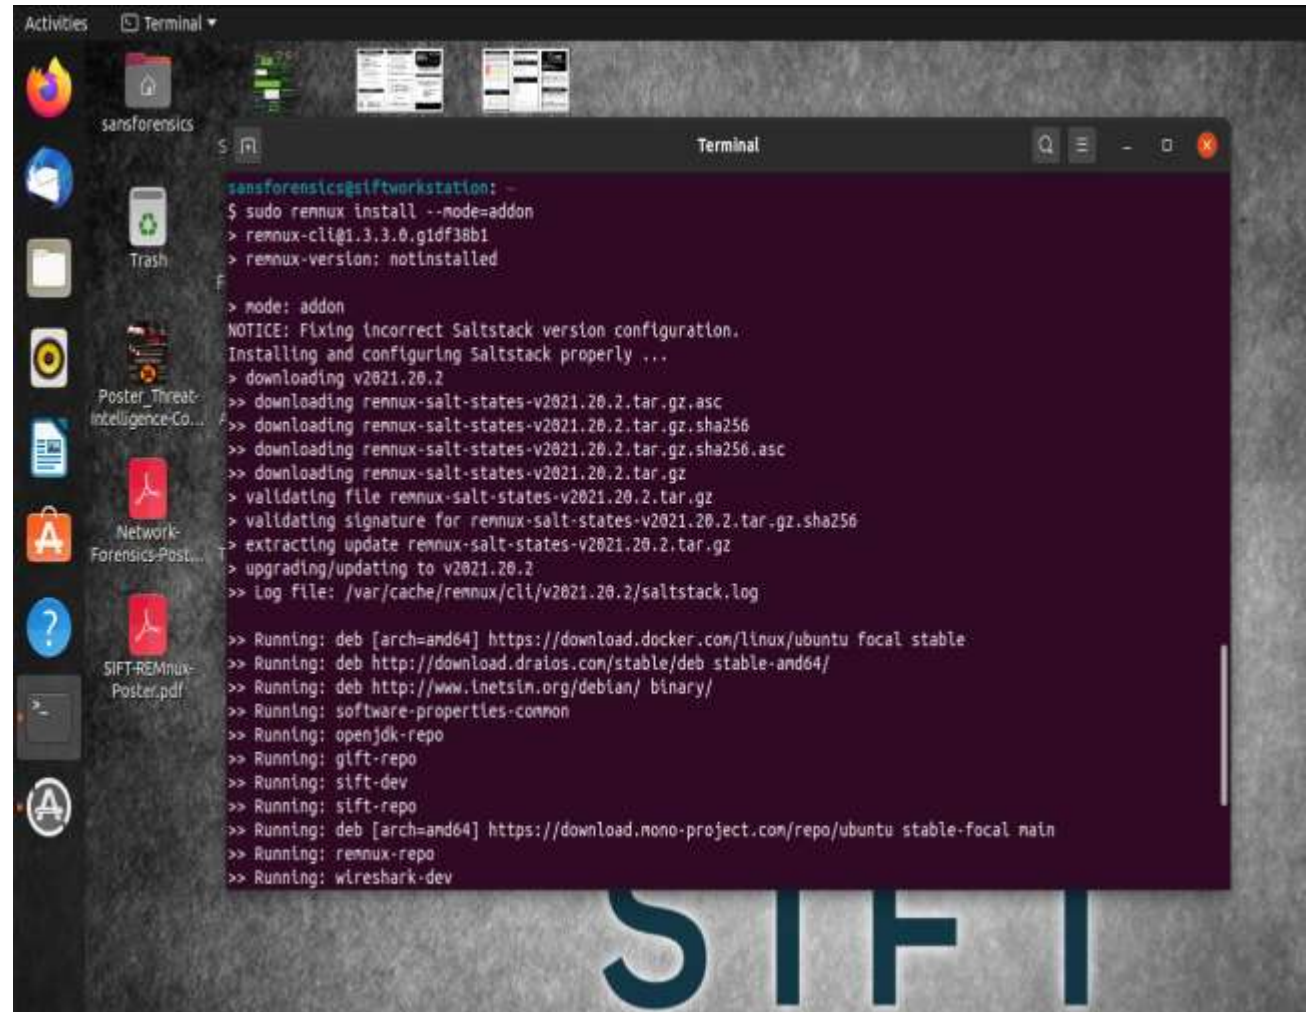 Activities
Terminal
sansforensics
Trash
Poster_Threat-
Intelligence-Co...
Network-
Forensics-Post...
SIFT-REMnux-
Poster.pdf
Terminal
sansforensics@siftworkstation: ~
$ sudo remnux install --mode=addon
> remnux-cli@1.3.3.0.g1df38b1
> remnux-version: notinstalled
> mode: addon
NOTICE: Fixing incorrect Saltstack version configuration.
Installing and configuring Saltstack properly ...
> downloading v2021.20.2
>> downloading remnux-salt-states-v2021.20.2.tar.gz.asc
>> downloading remnux-salt-states-v2021.20.2.tar.gz.sha256
>> downloading remnux-salt-states-v2021.20.2.tar.gz.sha256.asc
>> downloading remnux-salt-states-v2021.20.2.tar.gz
> validating file remnux-salt-states-v2021.20.2.tar.gz
> validating signature for remnux-salt-states-v2021.20.2.tar.gz.sha256
> extracting update remnux-salt-states-v2021.20.2.tar.gz
> upgrading/updating to v2021.20.2
>> Log file: /var/cache/remnux/cli/v2021.20.2/saltstack.log
>> Running: deb [arch=amd64] https://download.docker.com/linux/ubuntu focal stable
>> Running: deb http://download.draios.com/stable/deb stable-amd64/
>> Running: deb http://www.inetsim.org/debian/ binary/
>> Running: software-properties-common
>> Running: openjdk-repo
>> Running: gift-repo
>> Running: sift-dev
>> Running: sift-repo
>> Running: deb [arch=amd64] https://download.mono-project.com/repo/ubuntu stable-focal main
>> Running: remnux-repo
>> Running: wireshark-dev
SIFT